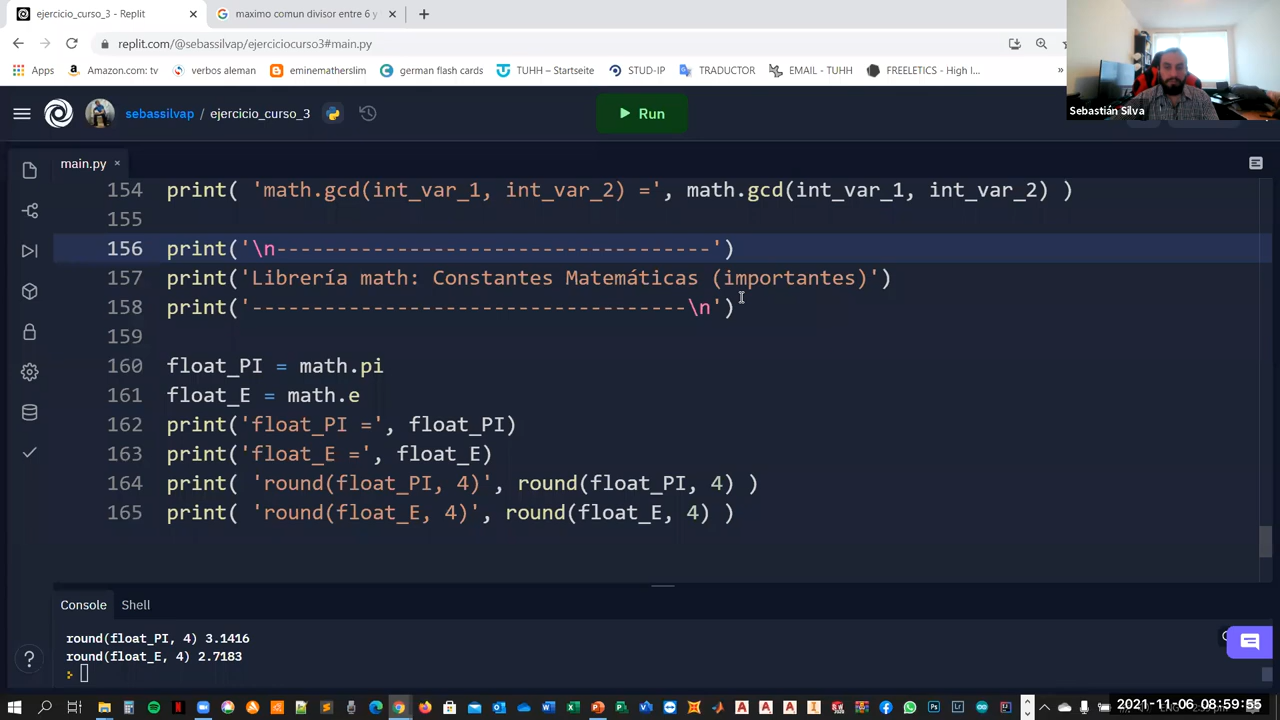 ejercicio_curso_3 - Replit
maximo comun divisor entre 6 y
replit.com/@sebassilvap/ejerciciocurso3#main.py
Apps
Amazon.com: tv
verbos aleman
eminemathersllm
german flash cards
TUHH – Startseite
STUD-IP
TRADUCTOR
EMAIL - TUHH
FREELETICS - High I...
»
Sebastián Silva
sebassilvap / ejercicio_curso_3
Run
main.py
154 print( 'math.gcd(int_var_1, int_var_2) =', math.gcd(int_var_1, int_var_2) )
155
156 print('\n------------------------------------')
157 print('Librería math: Constantes Matemáticas (importantes)')
158 print('------------------------------------\n')
159
160 float_PI = math.pi
161 float_E = math.e
162 print('float_PI =', float_PI)
163 print('float_E =', float_E)
164 print( 'round(float_PI, 4)', round(float_PI, 4) )
165 print( 'round(float_E, 4)', round(float_E, 4) )
Console
Shell
round(float_PI, 4) 3.1416
round(float_E, 4) 2.7183
2021-11-06 08:59:55